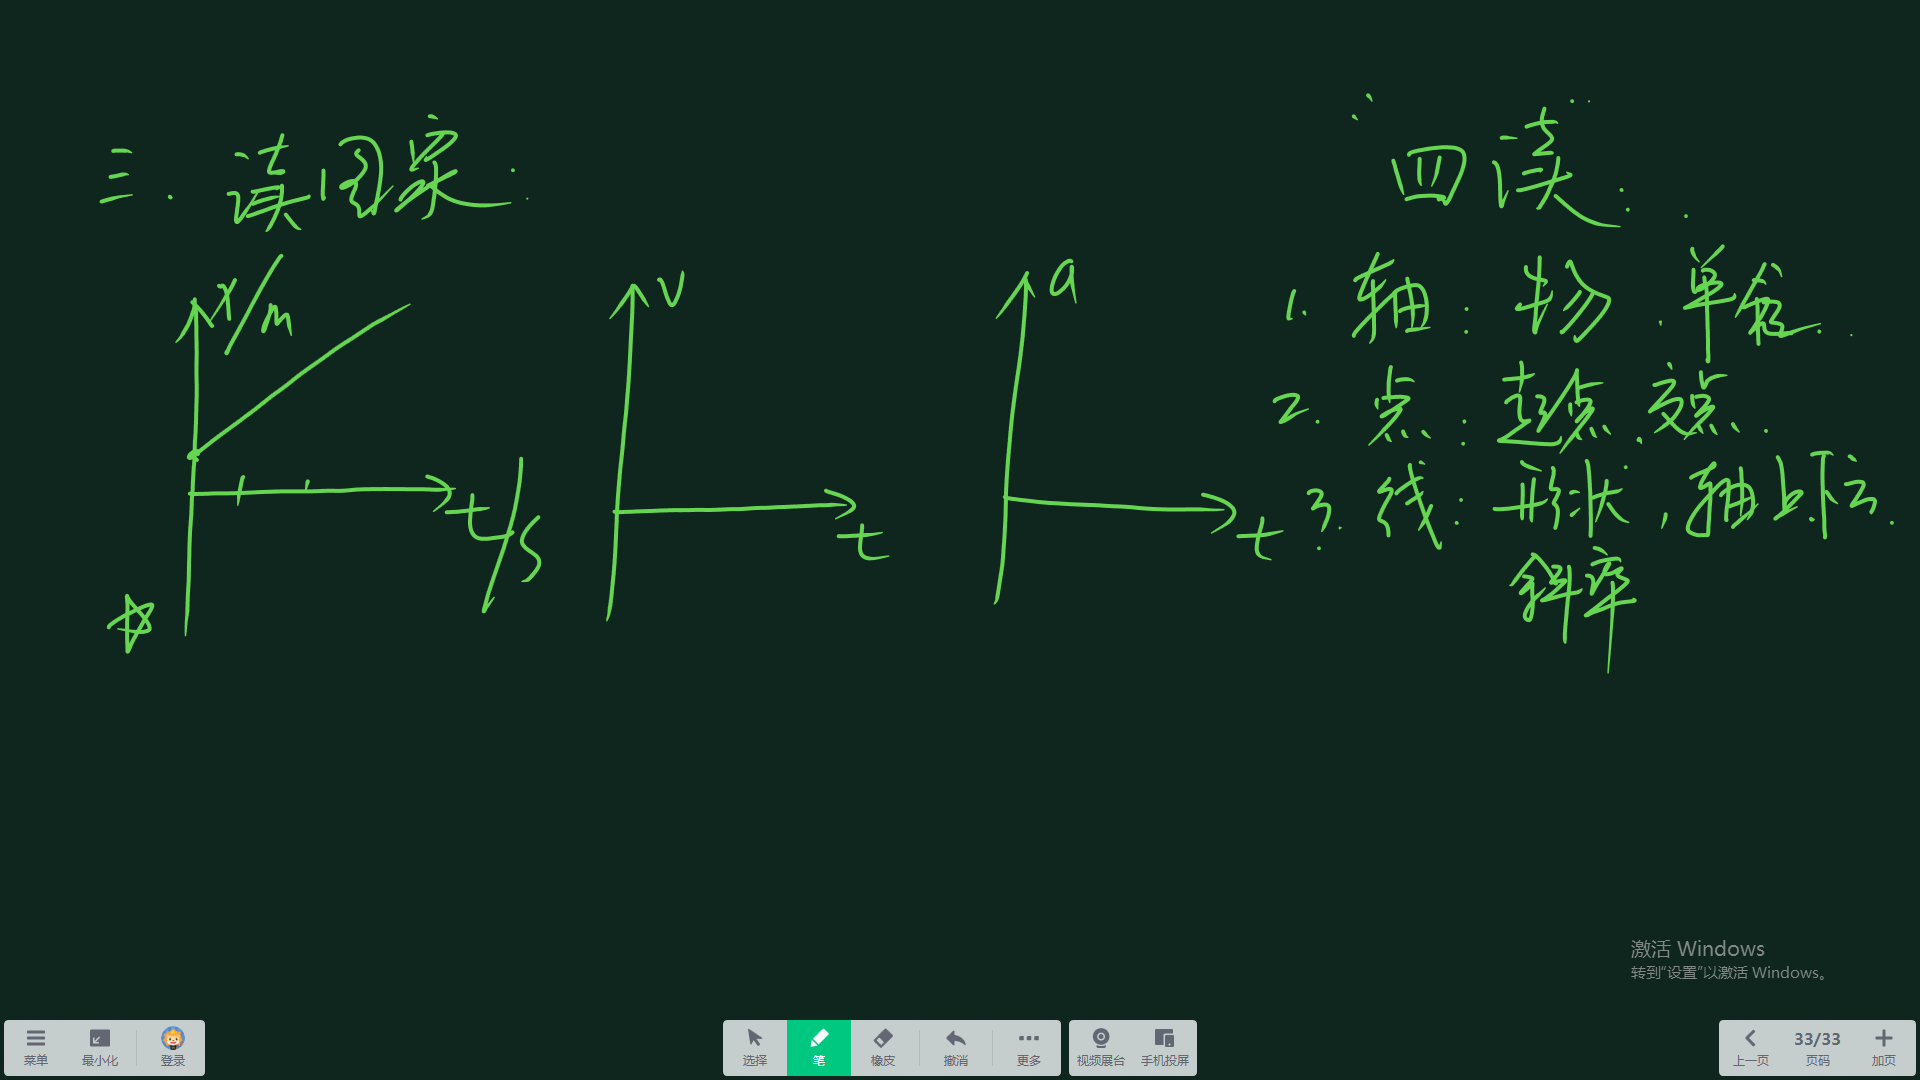 三.读图象:
x/m
t/s
v
t
a
t
四读:
1.轴:物.单位.
2.点:起点.交点.
3.线:形状,轴上下方.
斜率
激活 Windows
转到“设置”以激活 Windows。
菜单 最小化 登录 选择 笔 橡皮 撤消 更多 视频展台 手机投屏 上一页 33/33 页码 加页